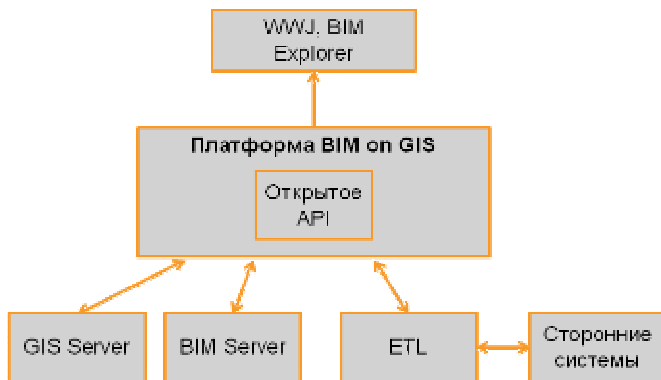 WWJ, BIM
Explorer
Платформа BIM on GIS
Открытое
API
GIS Server
BIM Server
ETL
Сторонние
системы